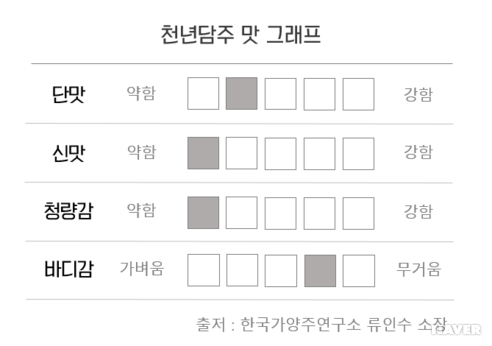 천년담주 맛 그래프
단맛 약함 강함
신맛 약함 강함
청량감 약함 강함
바디감 가벼움 무거움
출저 : 한국가양주연구소 류인수 소장
NAVER